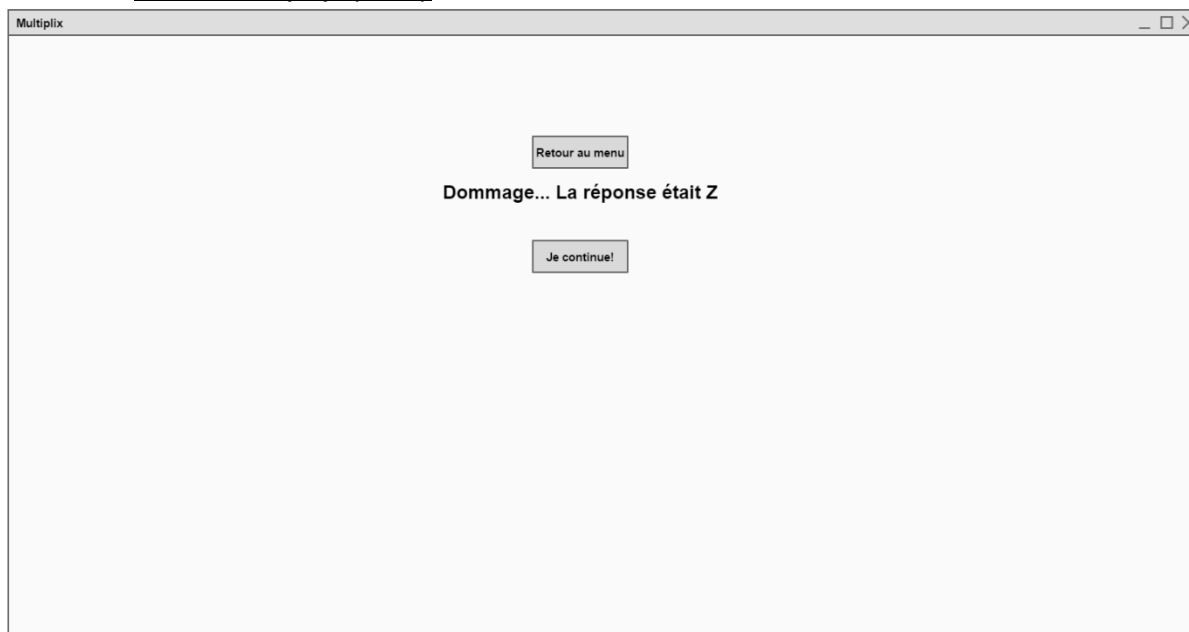 Multiplix
Retour au menu
Dommage... La réponse était Z
Je continue!